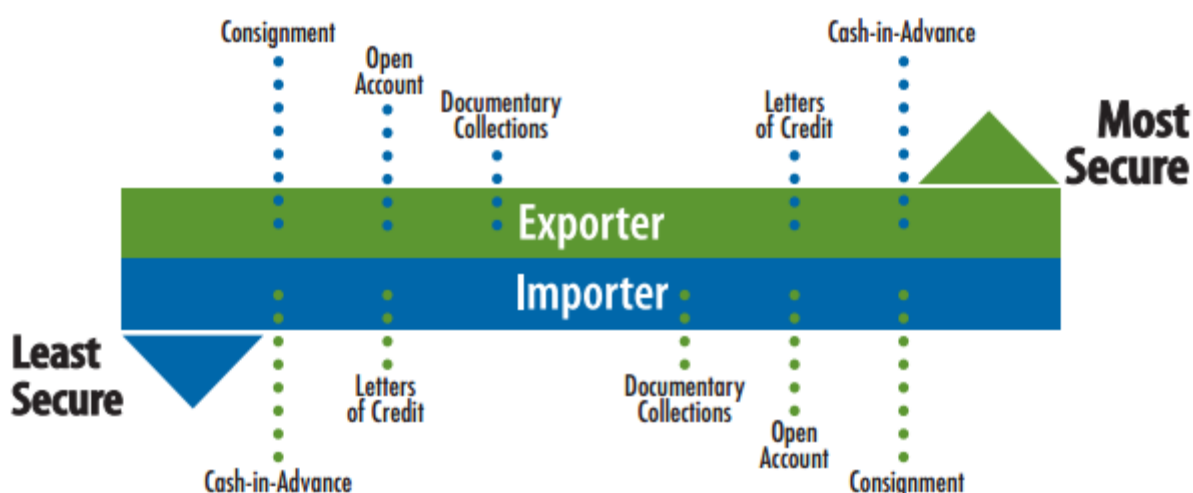 Consignment
Cash-in-Advance
Open
Account
Documentary
Collections
Letters
of Credit
Most
Secure
Exporter
Importer
Least
Secure
Letters
of Credit
Documentary
Collections
Open
Account
Cash-in-Advance
Consignment